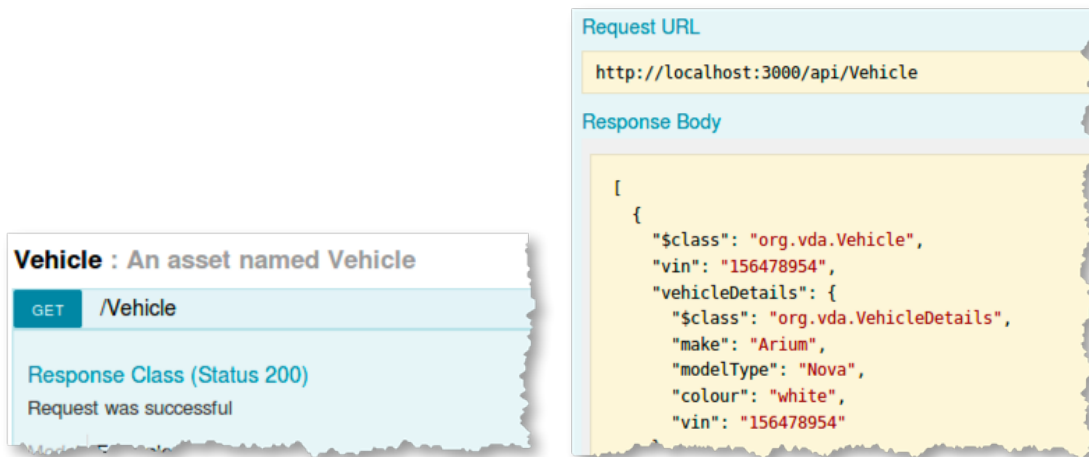 Vehicle : An asset named Vehicle
GET /Vehicle
Response Class (Status 200)
Request was successful
Request URL
http://localhost:3000/api/Vehicle
Response Body
[
{
"$class": "org.vda.Vehicle",
"vin": "156478954",
"vehicleDetails": {
"$class": "org.vda.VehicleDetails",
"make": "Arium",
"modelType": "Nova",
"colour": "white",
"vin": "156478954"